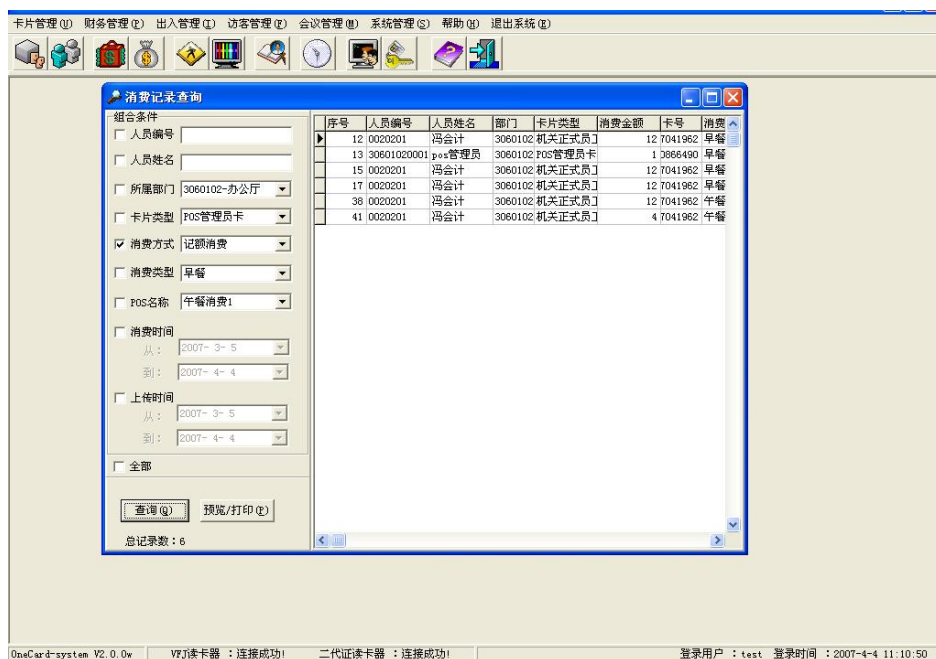 卡片管理(U) 财务管理(P) 出入管理(I) 访客管理(F) 会议管理(M) 系统管理(S) 帮助(H) 退出系统(E)
消费记录查询
组合条件
人员编号
人员姓名
所属部门 3060102-办公厅
卡片类型 POS管理员卡
消费方式 记额消费
消费类型 早餐
POS名称 午餐消费1
消费时间
从: 2007- 3- 5
到: 2007- 4- 4
上传时间
从: 2007- 3- 5
到: 2007- 4- 4
全部
查询(Q) 预览/打印(P)
总记录数:6
序号 人员编号 人员姓名 部门 卡片类型 消费金额 卡号 消费
12 0020201 冯会计 3060102 机关正式员 12 7041962 早餐
13 30601020001 pos管理员 3060102 POS管理员卡 1 0866490 早餐
15 0020201 冯会计 3060102 机关正式员 12 7041962 早餐
17 0020201 冯会计 3060102 机关正式员 12 7041962 早餐
38 0020201 冯会计 3060102 机关正式员 12 7041962 午餐
41 0020201 冯会计 3060102 机关正式员 4 7041962 午餐
OneCard-system V2.0.0w VFJ读卡器 :连接成功! 二代证读卡器 :连接成功! 登录用户 :test 登录时间 :2007-4-4 11:10:50